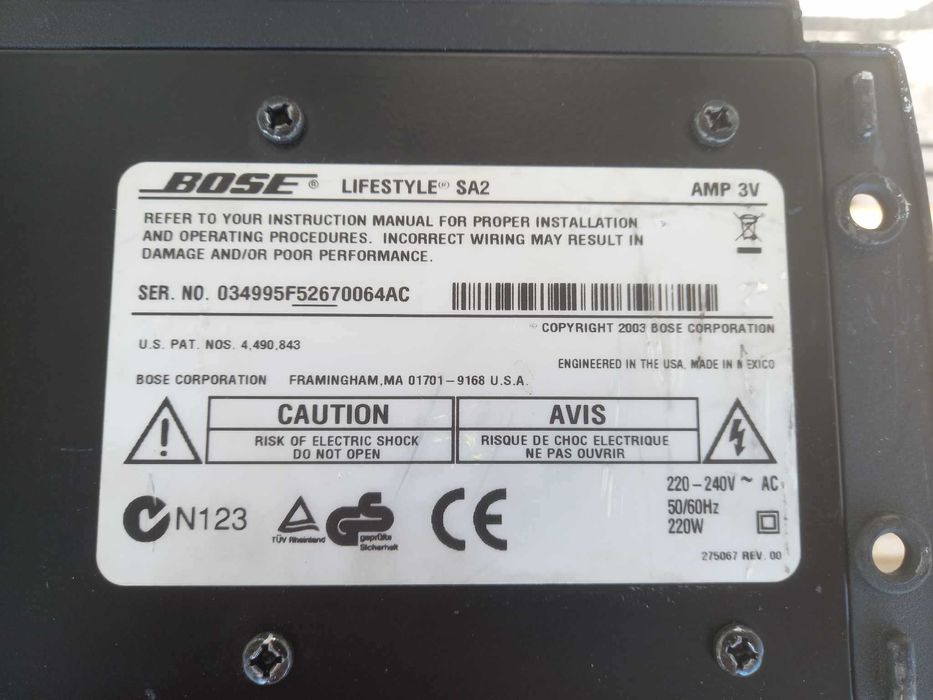 BOSE ® LIFESTYLE® SA2 AMP 3V
REFER TO YOUR INSTRUCTION MANUAL FOR PROPER INSTALLATION
AND OPERATING PROCEDURES. INCORRECT WIRING MAY RESULT IN
DAMAGE AND/OR POOR PERFORMANCE.
SER. NO. 034995F52670064AC
© COPYRIGHT 2003 BOSE CORPORATION
U.S. PAT. NOS. 4,490,843
ENGINEERED IN THE USA. MADE IN MEXICO
BOSE CORPORATION FRAMINGHAM,MA 01701-9168 U.S.A.
CAUTION
RISK OF ELECTRIC SHOCK
DO NOT OPEN
AVIS
RISQUE DE CHOC ELECTRIQUE
NE PAS OUVRIR
N123
TÜV Rheinland
GS
geprüfte
Sicherheit
CE
220-240V ~ AC
50/60Hz
220W
275067 REV. 00